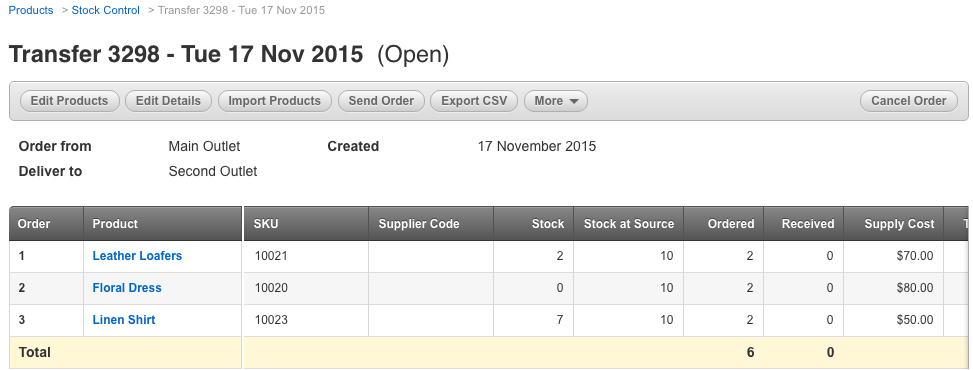 Products > Stock Control > Transfer 3298 - Tue 17 Nov 2015
Transfer 3298 - Tue 17 Nov 2015 (Open)
Edit Products Edit Details Import Products Send Order Export CSV More Cancel Order
Order from Main Outlet Created 17 November 2015
Deliver to Second Outlet
Order Product SKU Supplier Code Stock Stock at Source Ordered Received Supply Cost
1 Leather Loafers 10021 2 10 2 0 $70.00
2 Floral Dress 10020 0 10 2 0 $80.00
3 Linen Shirt 10023 7 10 2 0 $50.00
Total 6 0